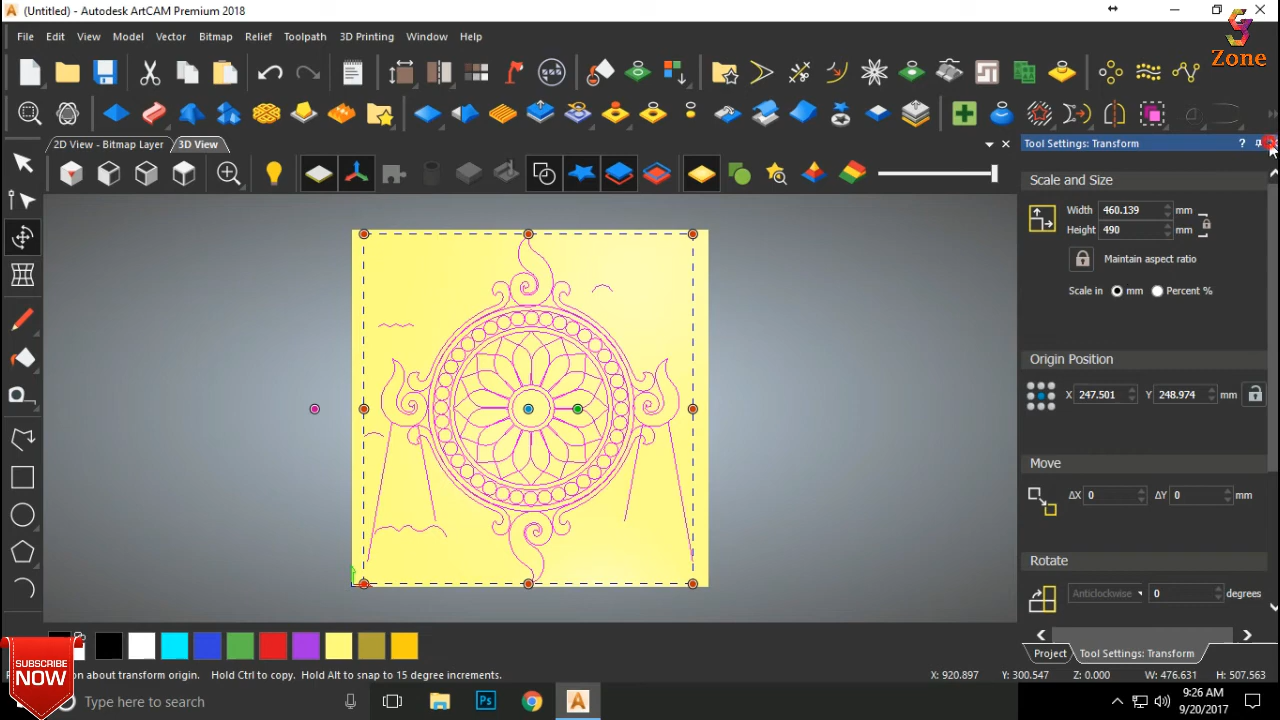 (Untitled) - Autodesk ArtCAM Premium 2018
File Edit View Model Vector Bitmap Relief Toolpath 3D Printing Window Help
Zone
2D View - Bitmap Layer 3D View
Tool Settings: Transform
Scale and Size
Width 460.139 mm
Height 490 mm
Maintain aspect ratio
Scale in mm Percent %
Origin Position
X 247.501 Y 248.974 mm
Move
ΔX 0 ΔY 0 mm
Rotate
Anticlockwise 0 degrees
Project Tool Settings: Transform
SUBSCRIBE
NOW
on about transform origin. Hold Ctrl to copy. Hold Alt to snap to 15 degree increments.
X: 920.897 Y: 300.547 Z: 0.000 W: 476.631 H: 507.563
Type here to search
9:26 AM
9/20/2017